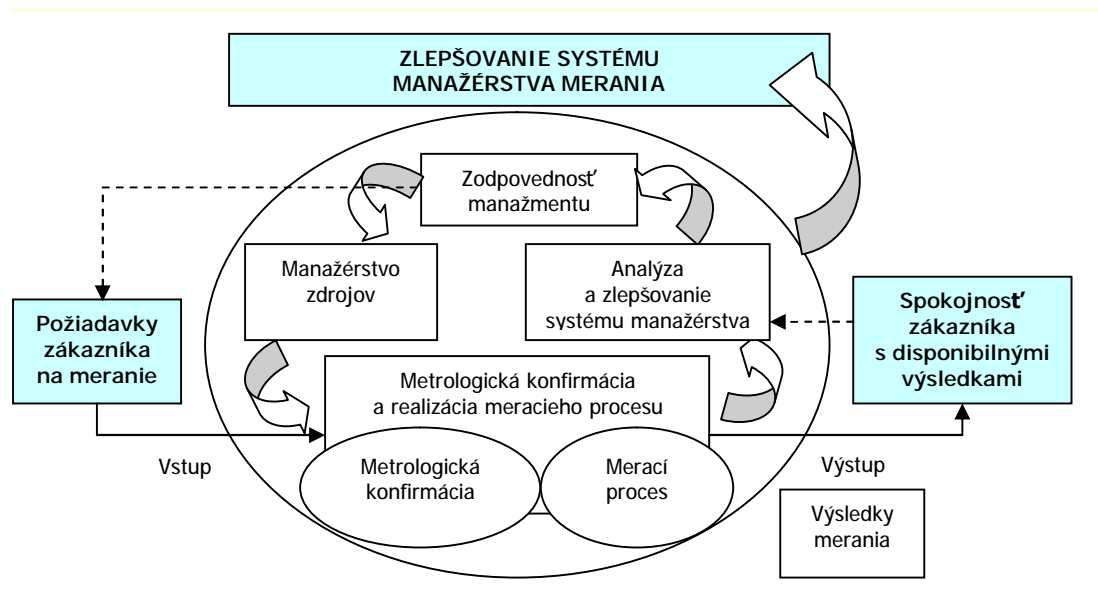 ZLEPŠOVANIE SYSTÉMU
MANAŽÉRSTVA MERANIA
Zodpovednosť
manažmentu
Manažérstvo
zdrojov
Analýza
a zlepšovanie
systému manažérstva
Požiadavky
zákazníka
na meranie
Spokojnosť
zákazníka
s disponibilnými
výsledkami
Metrologická konfirmácia
a realizácia meracieho procesu
Vstup
Metrologická
konfirmácia
Merací
proces
Výstup
Výsledky
merania